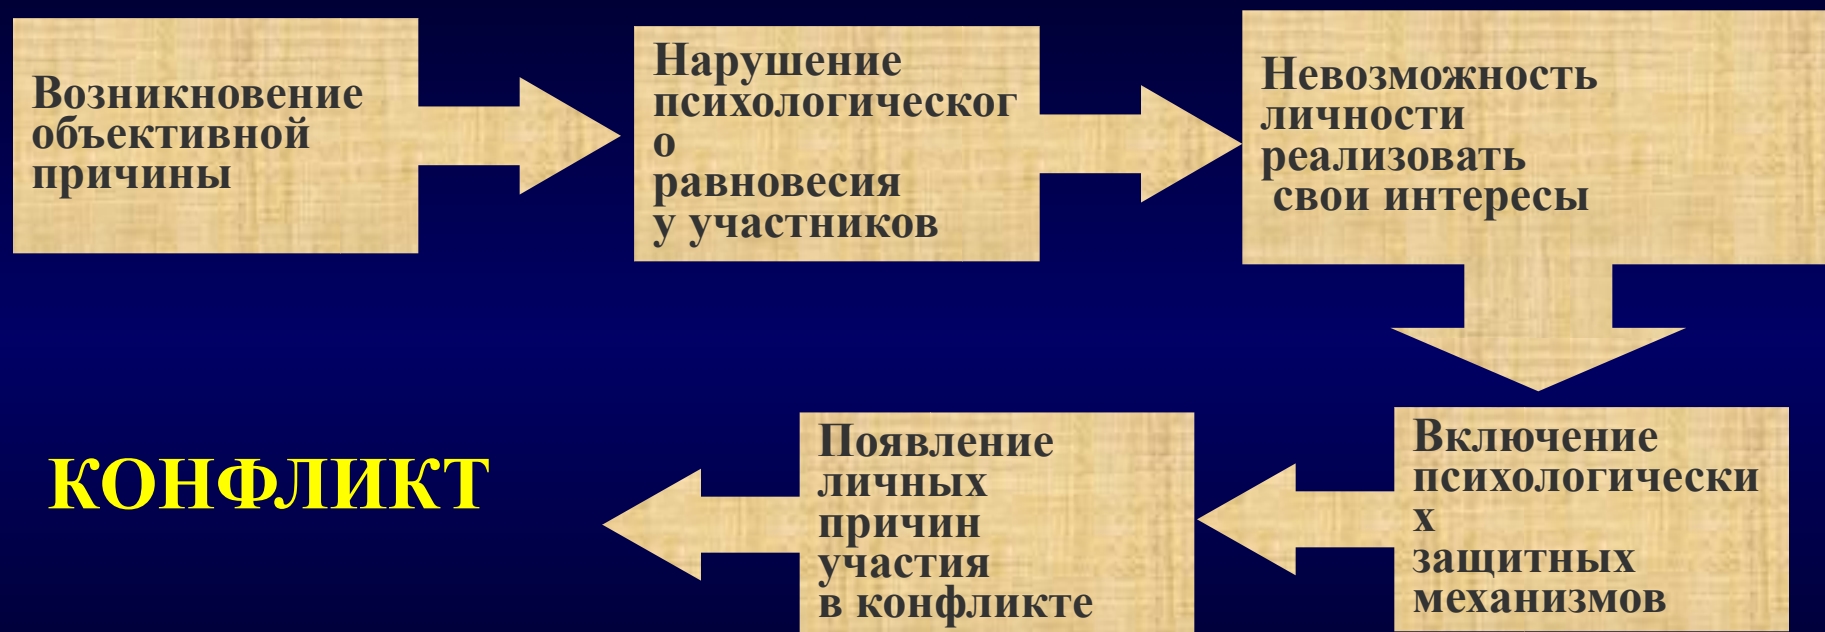 Возникновение
объективной
причины
Нарушение
психологическог
о
равновесия
у участников
Невозможность
личности
реализовать
свои интересы
Включение
психологически
х
защитных
механизмов
Появление
личных
причин
участия
в конфликте
КОНФЛИКТ